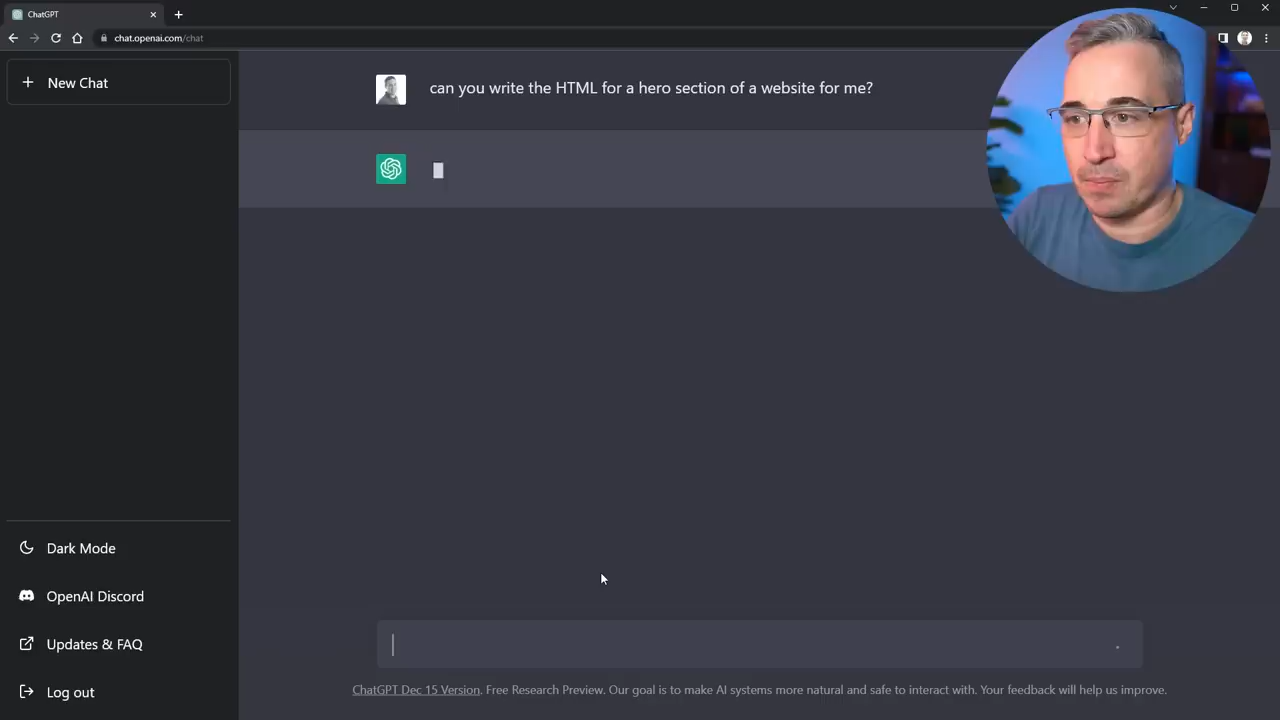 ChatGPT
chat.openai.com/chat
New Chat
can you write the HTML for a hero section of a website for me?
Dark Mode
OpenAI Discord
Updates & FAQ
Log out
ChatGPT Dec 15 Version. Free Research Preview. Our goal is to make AI systems more natural and safe to interact with. Your feedback will help us improve.